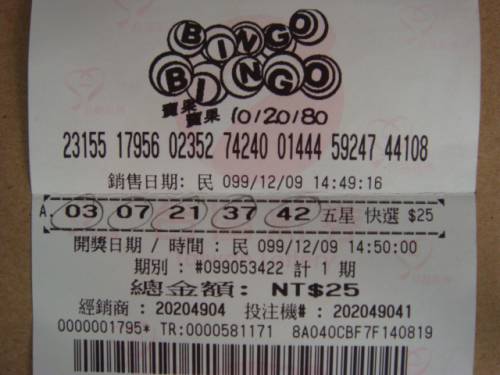 BINGO
BINGO
賓果
賓果 10/20/80
23155 17956 02352 74240 01444 59247 44108
銷售日期: 民 099/12/09 14:49:16
A 03 07 21 37 42 五星 快選 $25
開獎日期 / 時間 : 民 099/12/09 14:50:00
期別 : #099053422 計 1 期
總金額: NT$25
經銷商 : 20204904 投注機# : 202049041
0000001795* TR:0000581171 8A040CBF7F140819